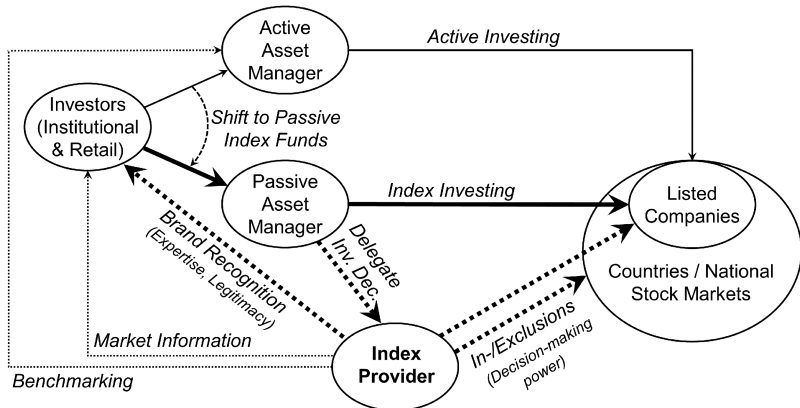 Active
Asset
Manager
Active Investing
Investors
(Institutional
& Retail)
Shift to Passive
Index Funds
Passive
Asset
Manager
Index Investing
Listed
Companies
Countries / National
Stock Markets
Brand Recognition
(Expertise, Legitimacy)
Delegate
Inv. Dec.
In-/Exclusions
(Decision-making
power)
Market Information
Index
Provider
Benchmarking